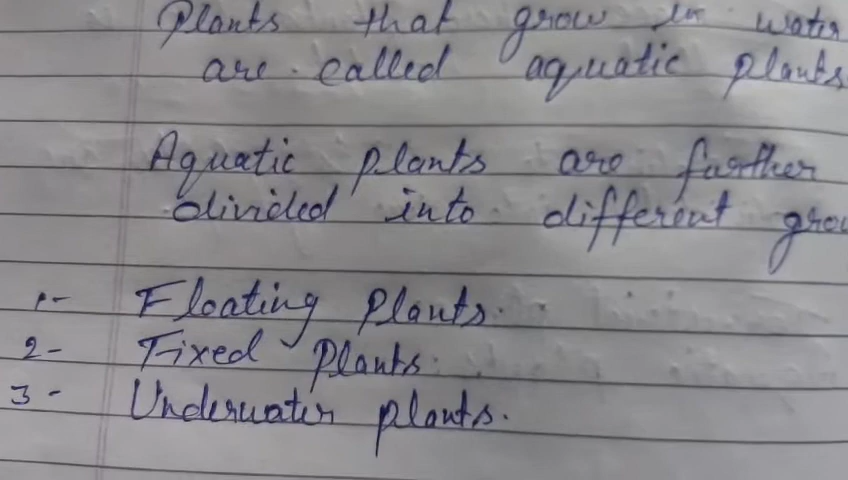 Plants that grow in water
are called aquatic plants
Aquatic plants are further
divided into different grou
1- Floating Plants.
2- Fixed Plants.
3- Underwater plants.